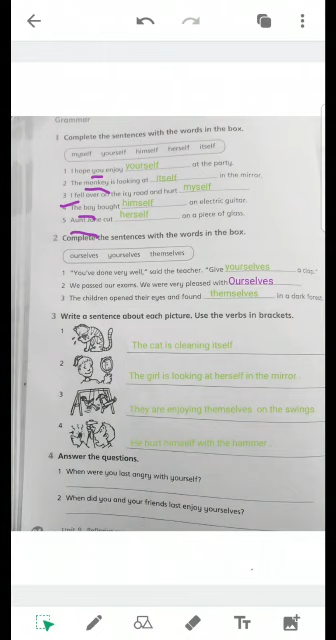 Grammar
1 Complete the sentences with the words in the box.
myself yourself himself herself itself
1 I hope you enjoy yourself at the party.
2 The monkey is looking at itself in the mirror.
3 I fell over on the icy road and hurt myself
4 The boy bought himself an electric guitar.
5 Aunt Jane cut herself on a piece of glass.
2 Complete the sentences with the words in the box.
ourselves yourselves themselves
1 "You've done very well," said the teacher. "Give yourselves a clap."
2 We passed our exams. We were very pleased with Ourselves
3 The children opened their eyes and found themselves in a dark forest.
3 Write a sentence about each picture. Use the verbs in brackets.
1 The cat is cleaning itself
2 The girl is looking at herself in the mirror.
3 They are enjoying themselves on the swings
4 He hurt himself with the hammer
4 Answer the questions.
1 When were you last angry with yourself?
2 When did you and your friends last enjoy yourselves?
TT